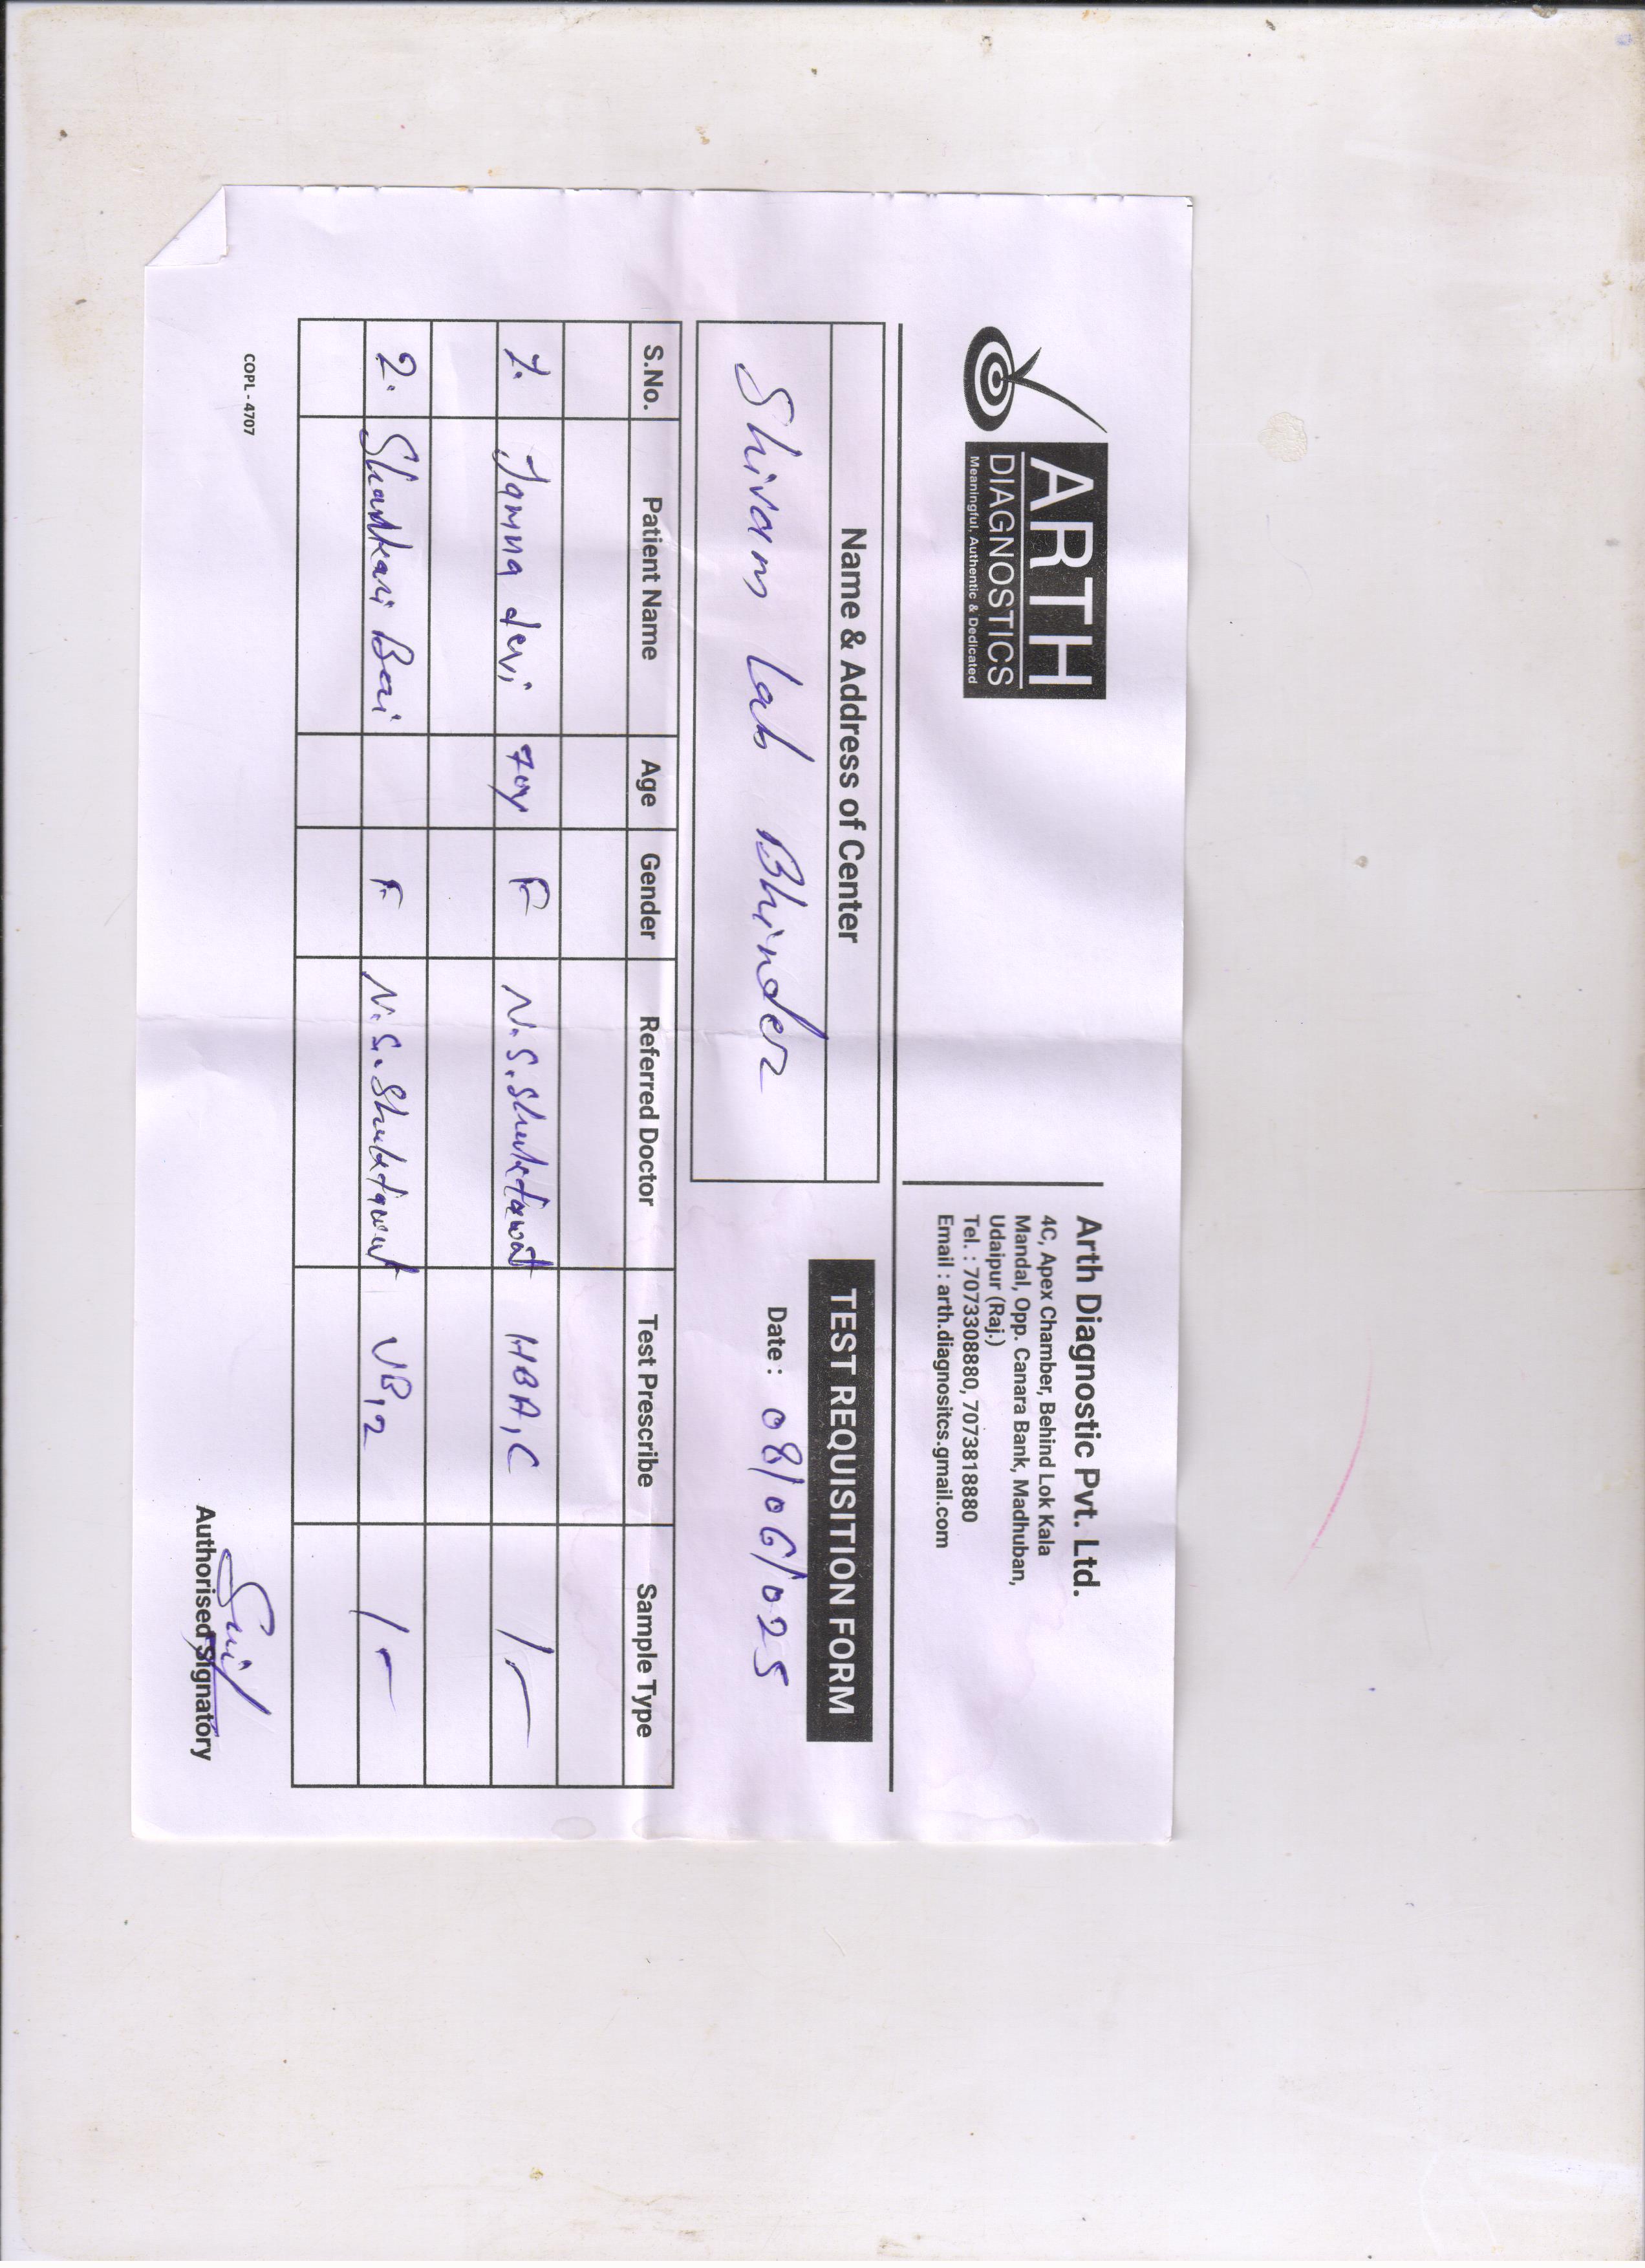 ARTH
DIAGNOSTICS
Meaningful, Authentic & Dedicated
Arth Diagnostic Pvt. Ltd.
4C, Apex Chamber, Behind Lok Kala
Mandal, Opp. Canara Bank, Madhuban,
Udaipur (Raj.)
Tel. : 7073308880, 7073818880
Email : arth.diagnositcs.gmail.com
Name & Address of Center
Shivam Lab Bhinder
TEST REQUISITION FORM
Date : 08/06/025
S.No. Patient Name Age Gender Referred Doctor Test Prescribe Sample Type
1. Jamna devi 70y F N.S. HBA1C
2. Bai F N.S. VB12
COPL - 4707
Authorised Signatory